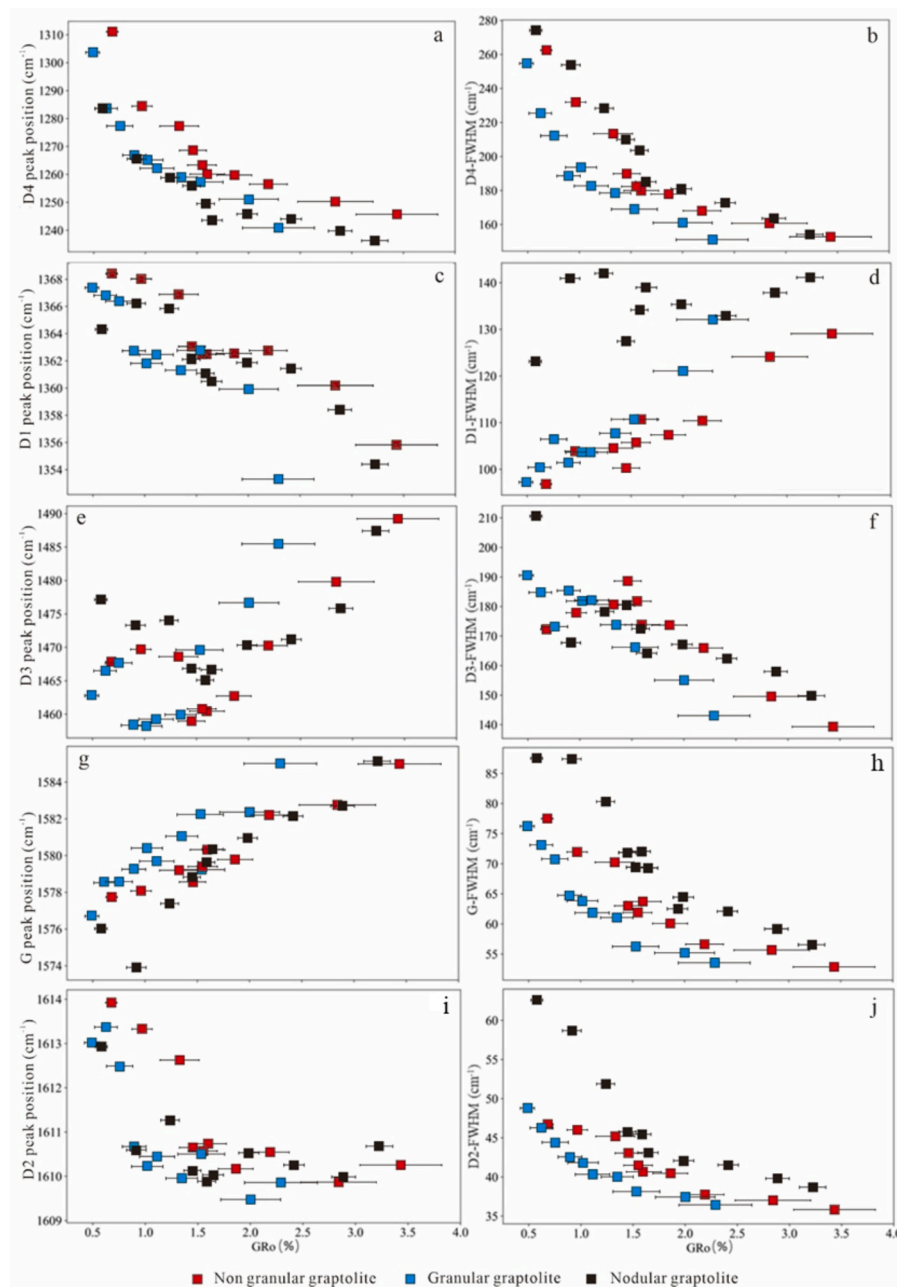 a
D4 peak position (cm⁻¹)
1310
1300
1290
1280
1270
1260
1250
1240
b
D4-FWHM (cm⁻¹)
280
260
240
220
200
180
160
c
D1 peak position (cm⁻¹)
1368
1366
1364
1362
1360
1356
1354
d
D1-FWHM (cm⁻¹)
140
130
120
110
100
e
D3 peak position (cm⁻¹)
1490
1485
1480
1475
1470
1465
1460
f
D3-FWHM (cm⁻¹)
210
200
190
180
170
160
150
140
g
G peak position (cm⁻¹)
1584
1582
1580
1578
1576
1574
h
G-FWHM (cm⁻¹)
85
80
75
70
65
60
55
i
D2 peak position (cm⁻¹)
1614
1613
1612
1611
1610
1609
0.5 1.0 1.5 2.0 2.5 3.0 3.5 4.0
GRo (%)
j
D2-FWHM (cm⁻¹)
60
55
50
45
40
35
0.5 1.0 1.5 2.0 2.5 3.0 3.5 4.0
GRo (%)
Non granular graptolite Granular graptolite Nodular graptolite